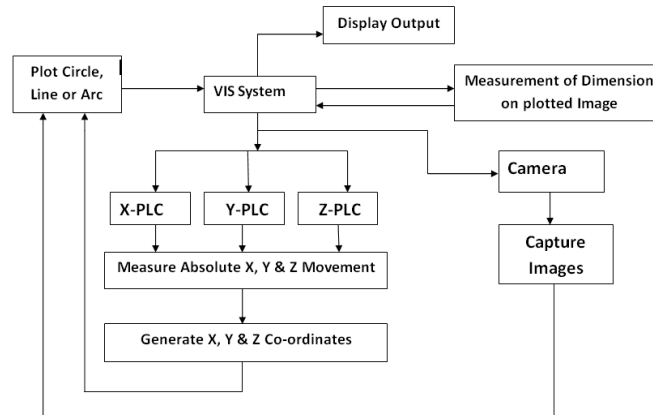 Display Output
Plot Circle,
Line or Arc
VIS System
Measurement of Dimension
on plotted Image
X-PLC
Y-PLC
Z-PLC
Camera
Measure Absolute X, Y & Z Movement
Capture
Images
Generate X, Y & Z Co-ordinates